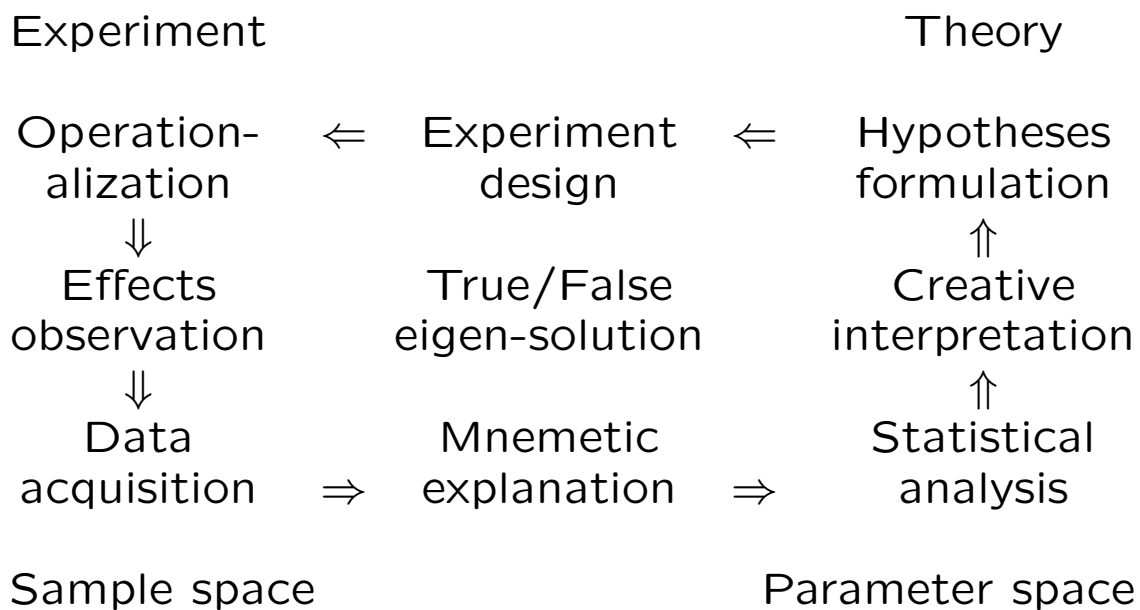 Experiment Theory
Operation- ⇐ Experiment ⇐ Hypotheses
alization design formulation
⇓ ⇑
Effects True/False Creative
observation eigen-solution interpretation
⇓ ⇑
Data Mnemetic Statistical
acquisition ⇒ explanation ⇒ analysis
Sample space Parameter space